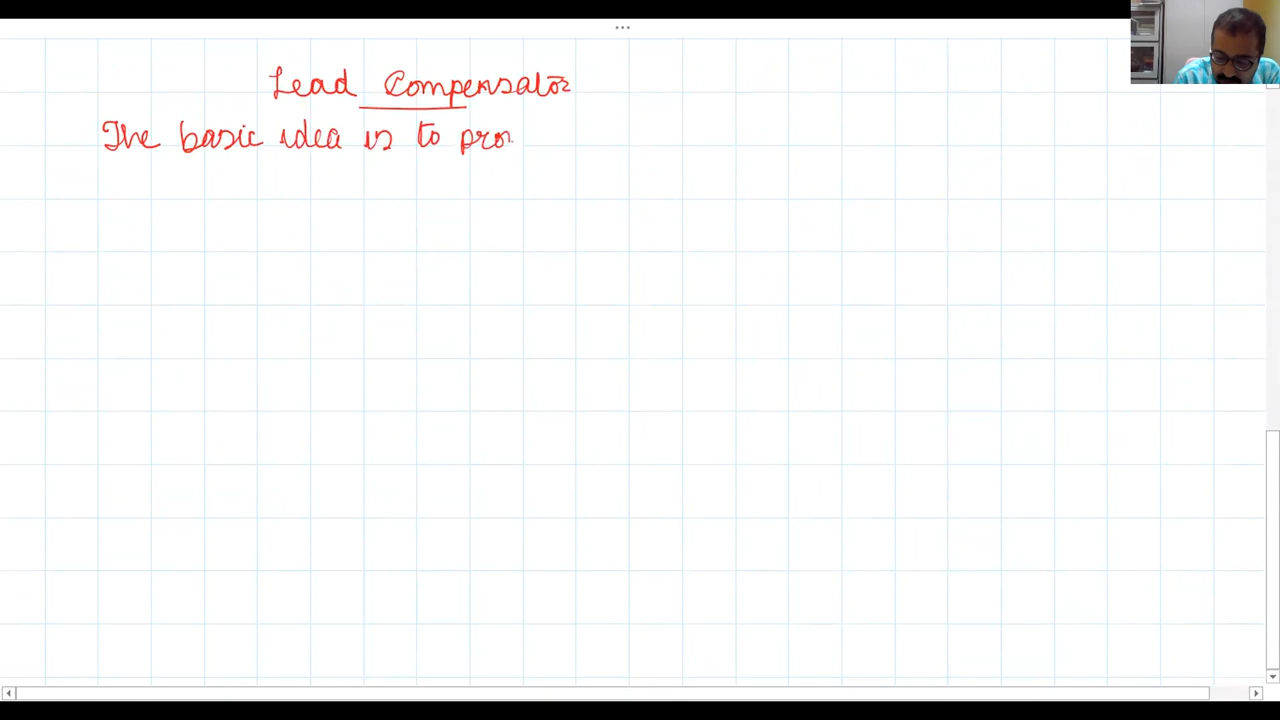 Lead Compensator
The basic idea is to pro